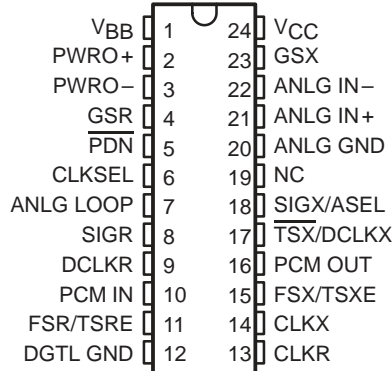 VBB 1 24 VCC
PWRO+ 2 23 GSX
PWRO− 3 22 ANLG IN−
GSR 4 21 ANLG IN+
PDN 5 20 ANLG GND
CLKSEL 6 19 NC
ANLG LOOP 7 18 SIGX/ASEL
SIGR 8 17 TSX/DCLKX
DCLKR 9 16 PCM OUT
PCM IN 10 15 FSX/TSXE
FSR/TSRE 11 14 CLKX
DGTL GND 12 13 CLKR